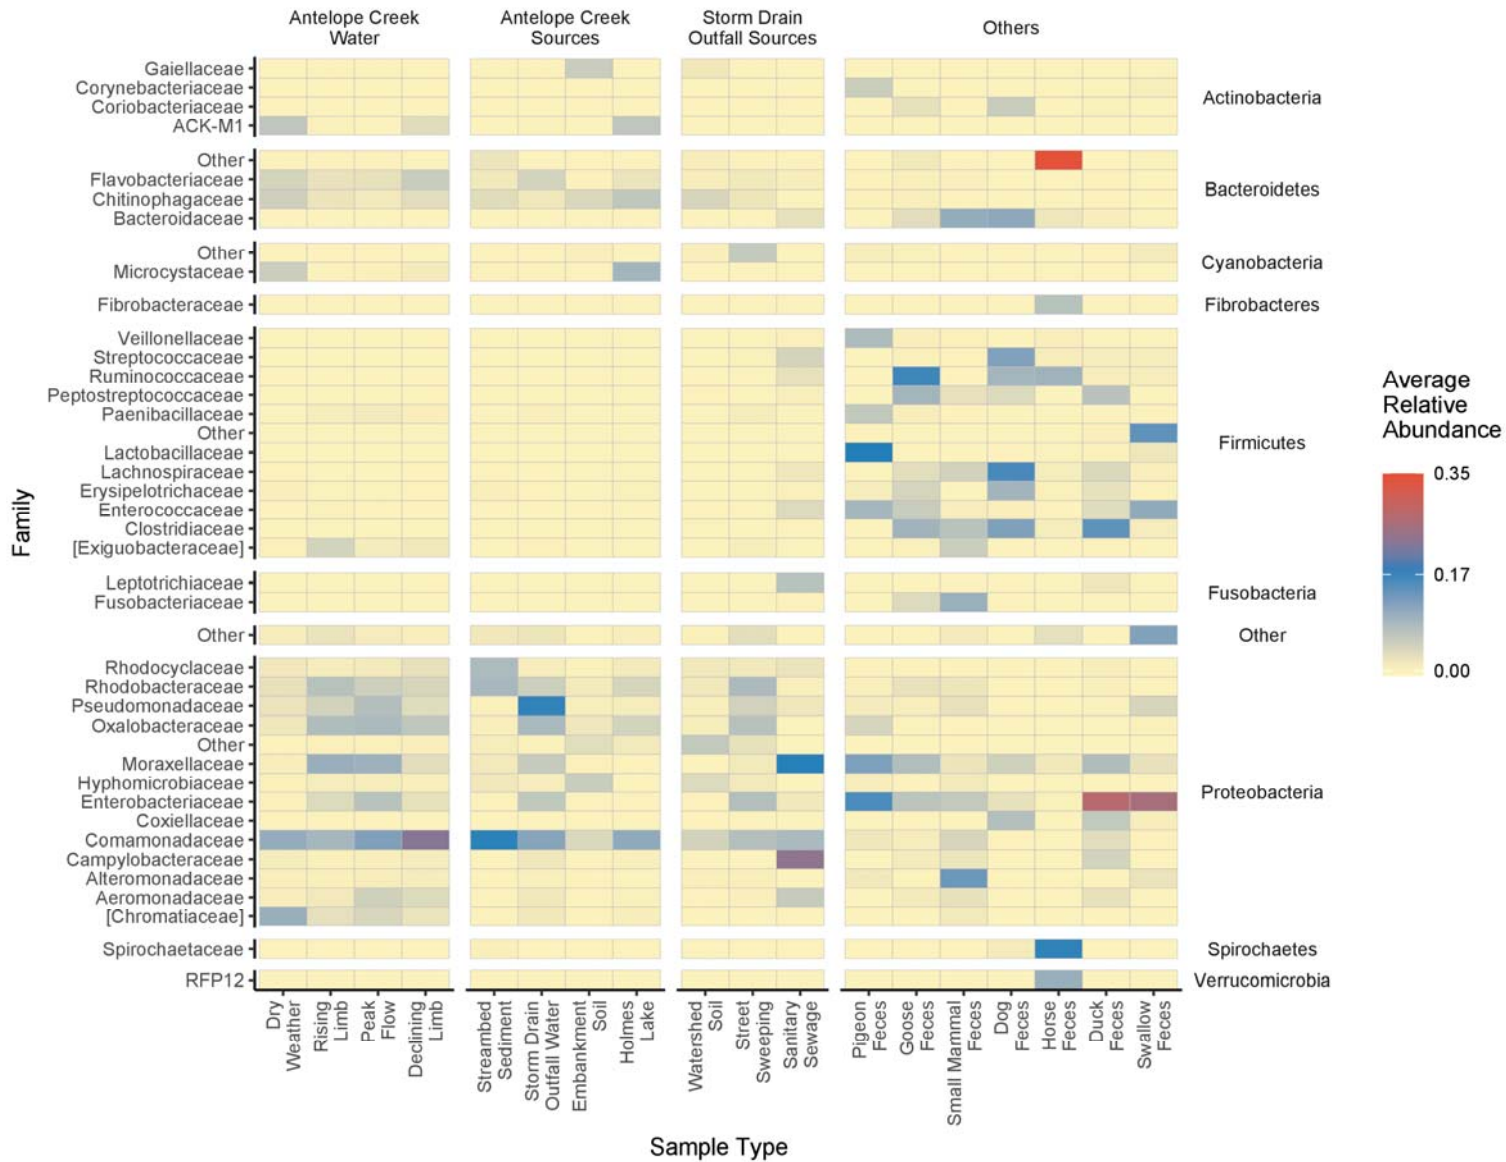 Antelope Creek
Water
Antelope Creek
Sources
Storm Drain
Outfall Sources
Others
Gaiellaceae
Corynebacteriaceae
Coriobacteriaceae
ACK-M1
Actinobacteria
Other
Flavobacteriaceae
Chitinophagaceae
Bacteroidaceae
Bacteroidetes
Other
Microcystaceae
Cyanobacteria
Fibrobacteraceae
Fibrobacteres
Veillonellaceae
Streptococcaceae
Ruminococcaceae
Peptostreptococcaceae
Paenibacillaceae
Other
Lactobacillaceae
Lachnospiraceae
Erysipelotrichaceae
Enterococcaceae
Clostridiaceae
[Exiguobacteraceae]
Firmicutes
Leptotrichiaceae
Fusobacteriaceae
Fusobacteria
Other
Other
Rhodocyclaceae
Rhodobacteraceae
Pseudomonadaceae
Oxalobacteraceae
Other
Moraxellaceae
Hyphomicrobiaceae
Enterobacteriaceae
Coxiellaceae
Comamonadaceae
Campylobacteraceae
Alteromonadaceae
Aeromonadaceae
[Chromatiaceae]
Proteobacteria
Spirochaetaceae
Spirochaetes
RFP12
Verrucomicrobia
Family
Dry
Weather
Rising
Limb
Peak
Flow
Declining
Limb
Streambed
Sediment
Storm Drain
Outfall Water
Embankment
Soil
Holmes
Lake
Watershed
Soil
Street
Sweeping
Sanitary
Sewage
Pigeon
Feces
Goose
Feces
Small Mammal
Feces
Dog
Feces
Horse
Feces
Duck
Feces
Swallow
Feces
Sample Type
Average
Relative
Abundance
0.35
0.17
0.00